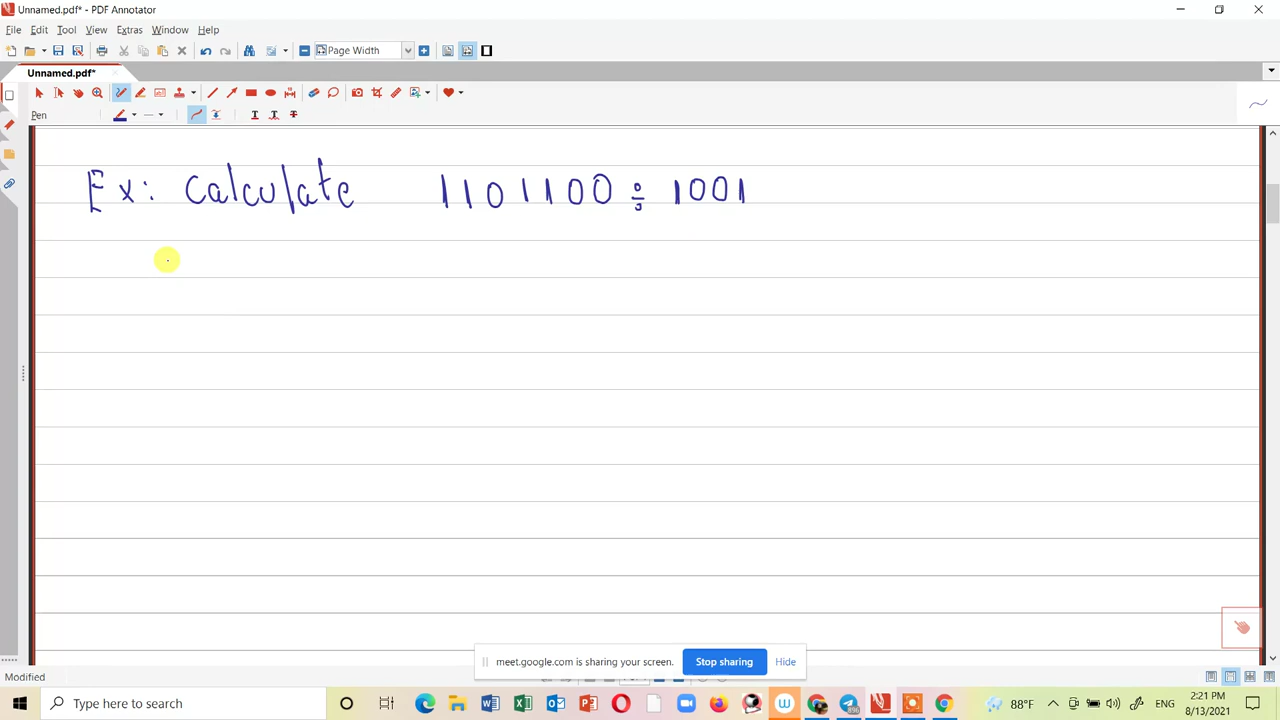 Unnamed.pdf* - PDF Annotator
File Edit Tool View Extras Window Help
Page Width
Unnamed.pdf*
Pen
Ex: Calculate 1101100 ÷ 1001
meet.google.com is sharing your screen. Stop sharing Hide
Modified
Type here to search
88°F ENG 2:21 PM
8/13/2021